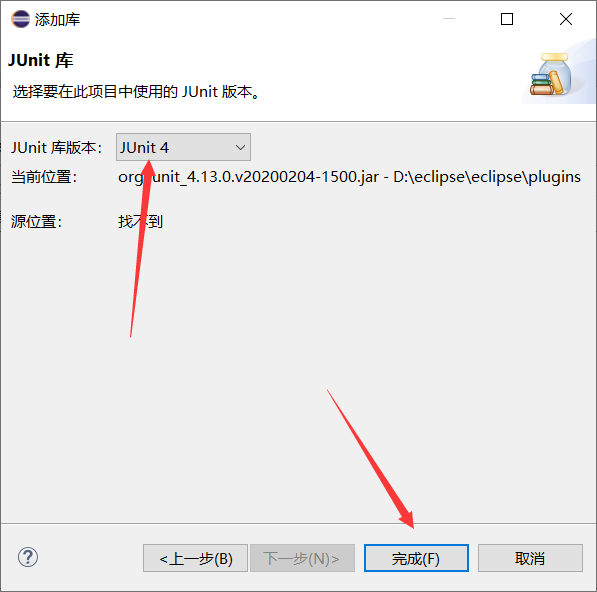 添加库
JUnit 库
选择要在此项目中使用的 JUnit 版本。
JUnit 库版本： JUnit 4
当前位置： org.junit_4.13.0.v20200204-1500.jar - D:\eclipse\eclipse\plugins
源位置： 找不到
? <上一步(B) 下一步(N)> 完成(F) 取消